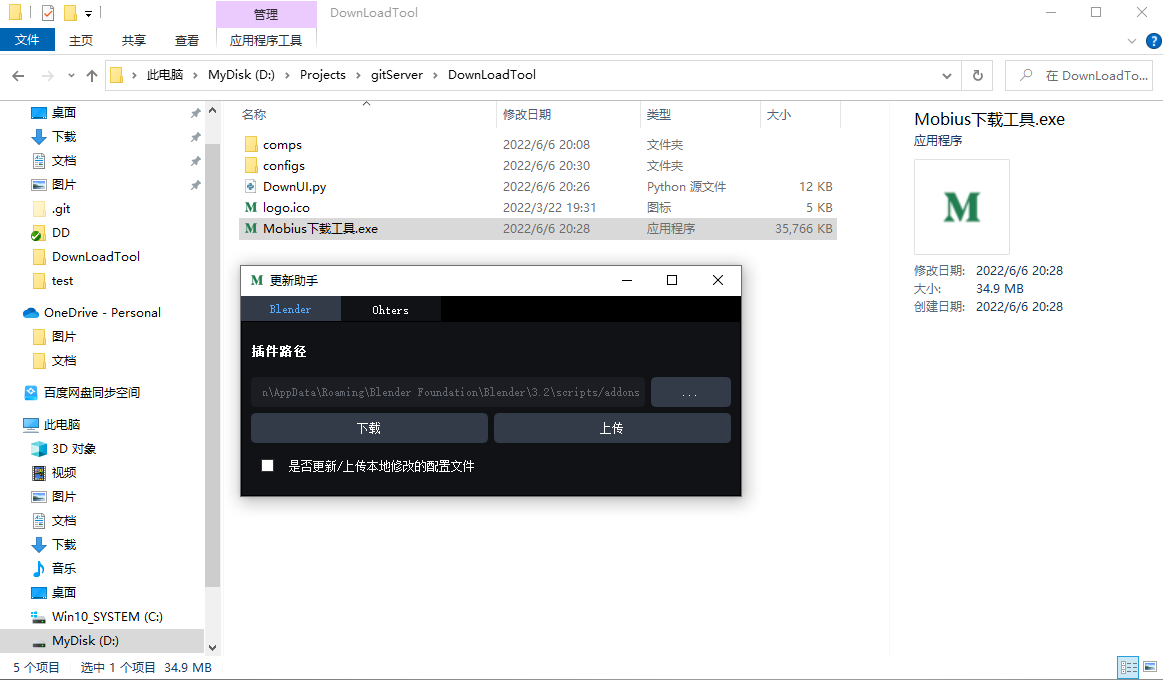 管理
DownLoadTool
文件 主页 共享 查看 应用程序工具
此电脑 › MyDisk (D:) › Projects › gitServer › DownLoadTool
在 DownLoadTo...
桌面
下载
文档
图片
.git
DD
DownLoadTool
test
OneDrive - Personal
图片
文档
百度网盘同步空间
此电脑
3D 对象
视频
图片
文档
下载
音乐
桌面
Win10_SYSTEM (C:)
MyDisk (D:)
名称 修改日期 类型 大小
comps 2022/6/6 20:08 文件夹
configs 2022/6/6 20:30 文件夹
DownUI.py 2022/6/6 20:26 Python 源文件 12 KB
logo.ico 2022/3/22 19:31 图标 5 KB
Mobius下载工具.exe 2022/6/6 20:28 应用程序 35,766 KB
M 更新助手
Blender Ohters
插件路径
n\AppData\Roaming\Blender Foundation\Blender\3.2\scripts/addons ...
下载 上传
是否更新/上传本地修改的配置文件
Mobius下载工具.exe
应用程序
M
修改日期: 2022/6/6 20:28
大小: 34.9 MB
创建日期: 2022/6/6 20:28
5 个项目 选中 1 个项目 34.9 MB